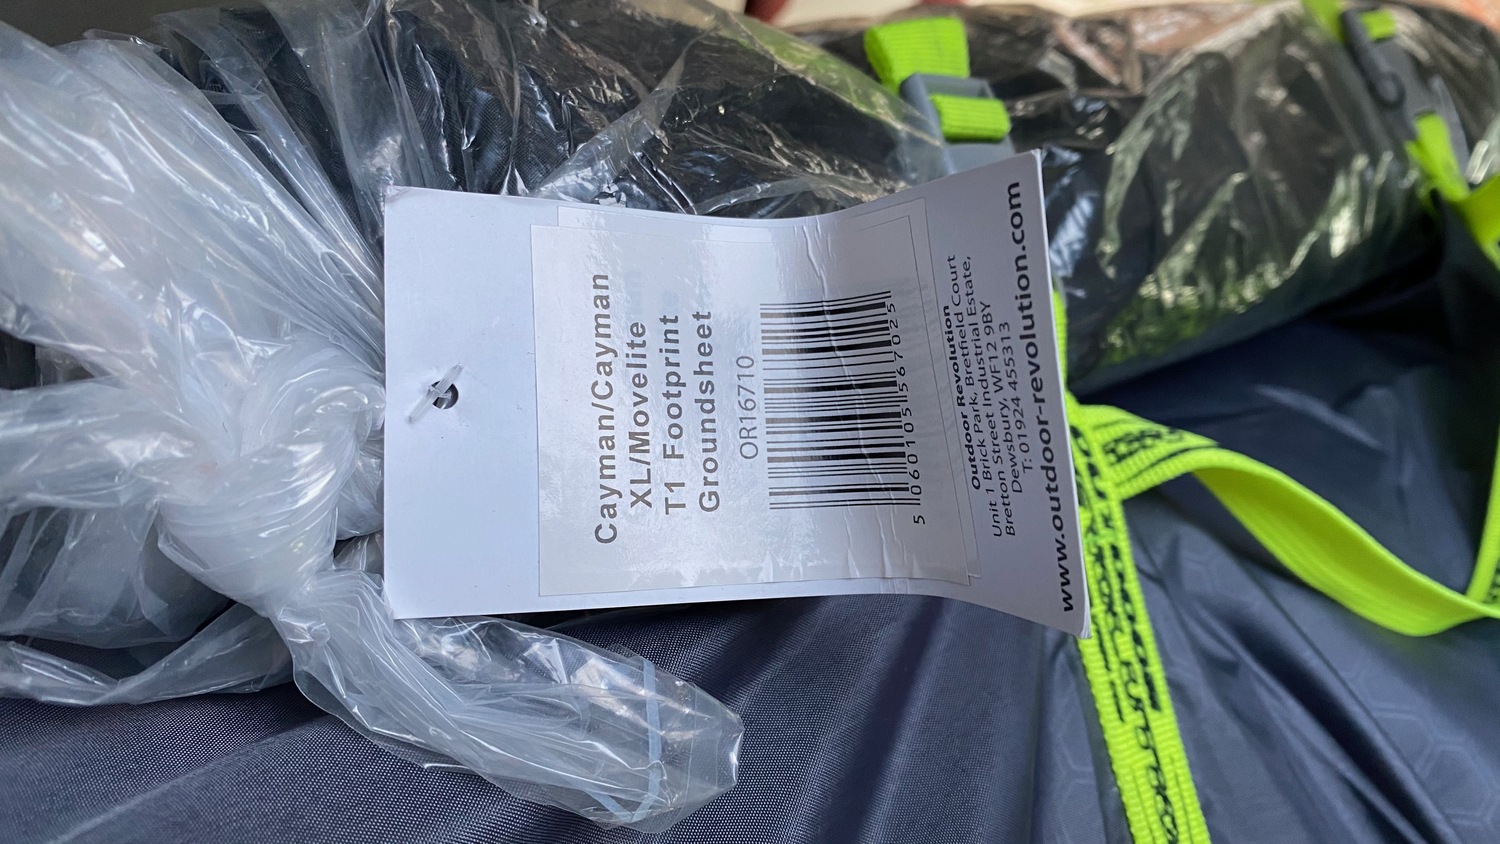 Cayman/Cayman
XL/Movelite
T1 Footprint
Groundsheet
OR16710
5 060105 567025
Outdoor Revolution
Unit 1 Brick Park, Bretfield Court
Bretton Street Industrial Estate,
Dewsbury, WF12 9BY
T: 01924 455313
www.outdoor-revolution.com